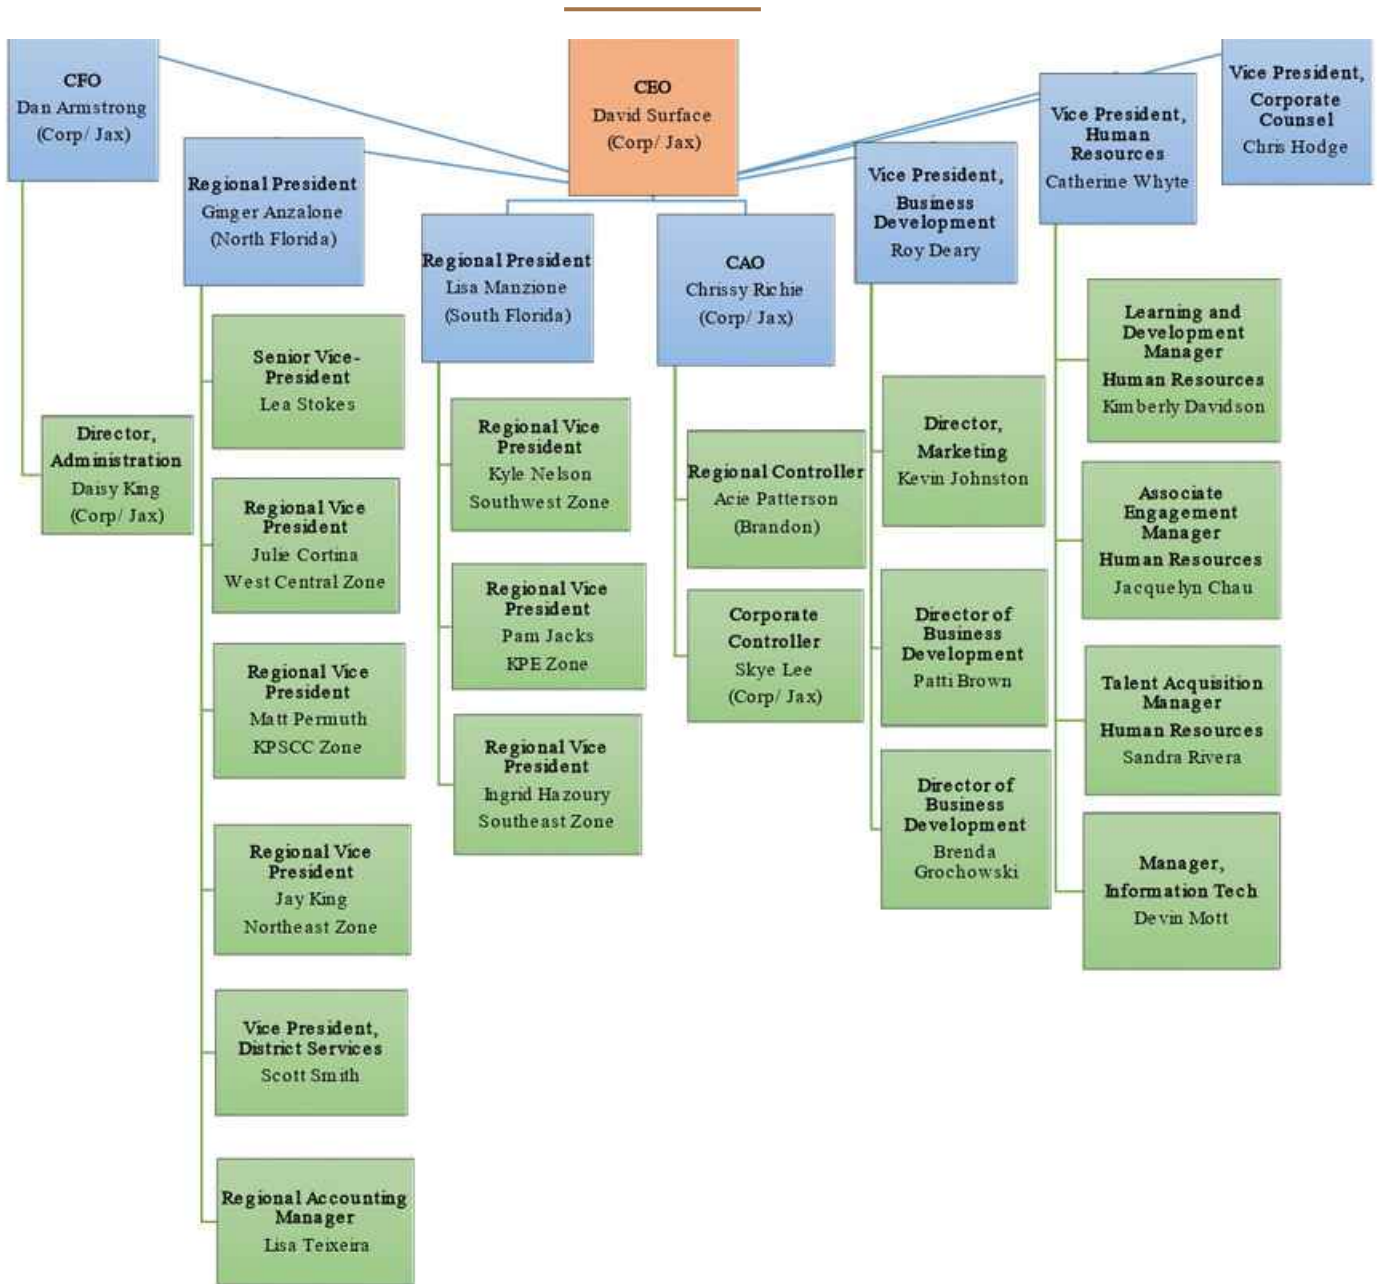 CFO
Dan Armstrong
(Corp/ Jax)
CEO
David Surface
(Corp/ Jax)
Vice President,
Corporate
Counsel
Chris Hodge
Vice President,
Human
Resources
Catherine Whyte
Regional President
Ginger Anzalone
(North Florida)
Vice President,
Business
Development
Roy Deary
Regional President
Lisa Manzione
(South Florida)
CAO
Chrissy Richie
(Corp/ Jax)
Director,
Administration
Daisy King
(Corp/ Jax)
Senior Vice-
President
Lea Stokes
Regional Vice
President
Julie Cortina
West Central Zone
Regional Vice
President
Matt Permuth
KPSCC Zone
Regional Vice
President
Jay King
Northeast Zone
Vice President,
District Services
Scott Smith
Regional Accounting
Manager
Lisa Teixeira
Regional Vice
President
Kyle Nelson
Southwest Zone
Regional Vice
President
Pam Jacks
KPE Zone
Regional Vice
President
Ingrid Hazoury
Southeast Zone
Regional Controller
Acie Patterson
(Brandon)
Corporate
Controller
Skye Lee
(Corp/ Jax)
Director,
Marketing
Kevin Johnston
Director of
Business
Development
Patti Brown
Director of
Business
Development
Brenda
Grochowski
Learning and
Development
Manager
Human Resources
Kimberly Davidson
Associate
Engagement
Manager
Human Resources
Jacquelyn Chau
Talent Acquisition
Manager
Human Resources
Sandra Rivera
Manager,
Information Tech
Devin Mott